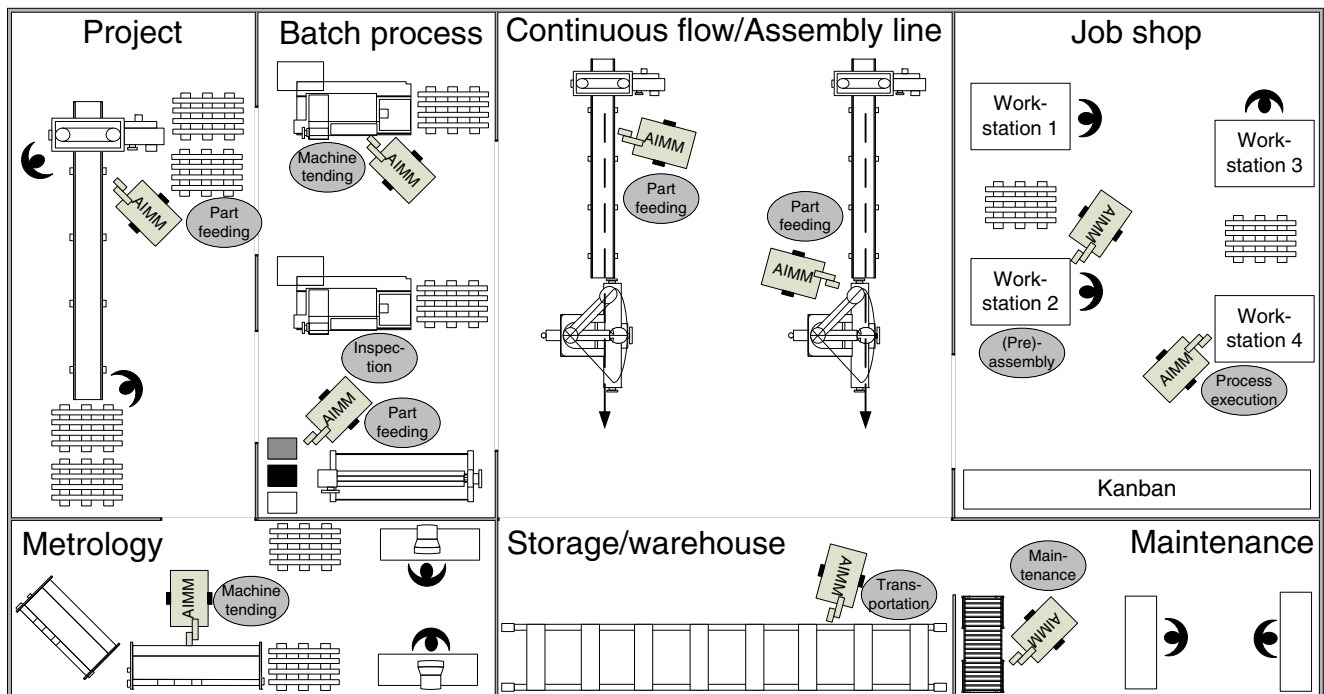 Project
AIMM
Part
feeding
Batch process
Machine
tending
AIMM
Inspec-
tion
AIMM
Part
feeding
Continuous flow/Assembly line
AIMM
Part
feeding
Part
feeding
AIMM
Job shop
Work-
station 1
Work-
station 3
AIMM
Work-
station 2
(Pre)-
assembly
Work-
station 4
AIMM
Process
execution
Kanban
Metrology
AIMM
Machine
tending
Storage/warehouse
AIMM
Trans-
portation
Maintenance
Main-
tenance
AIMM